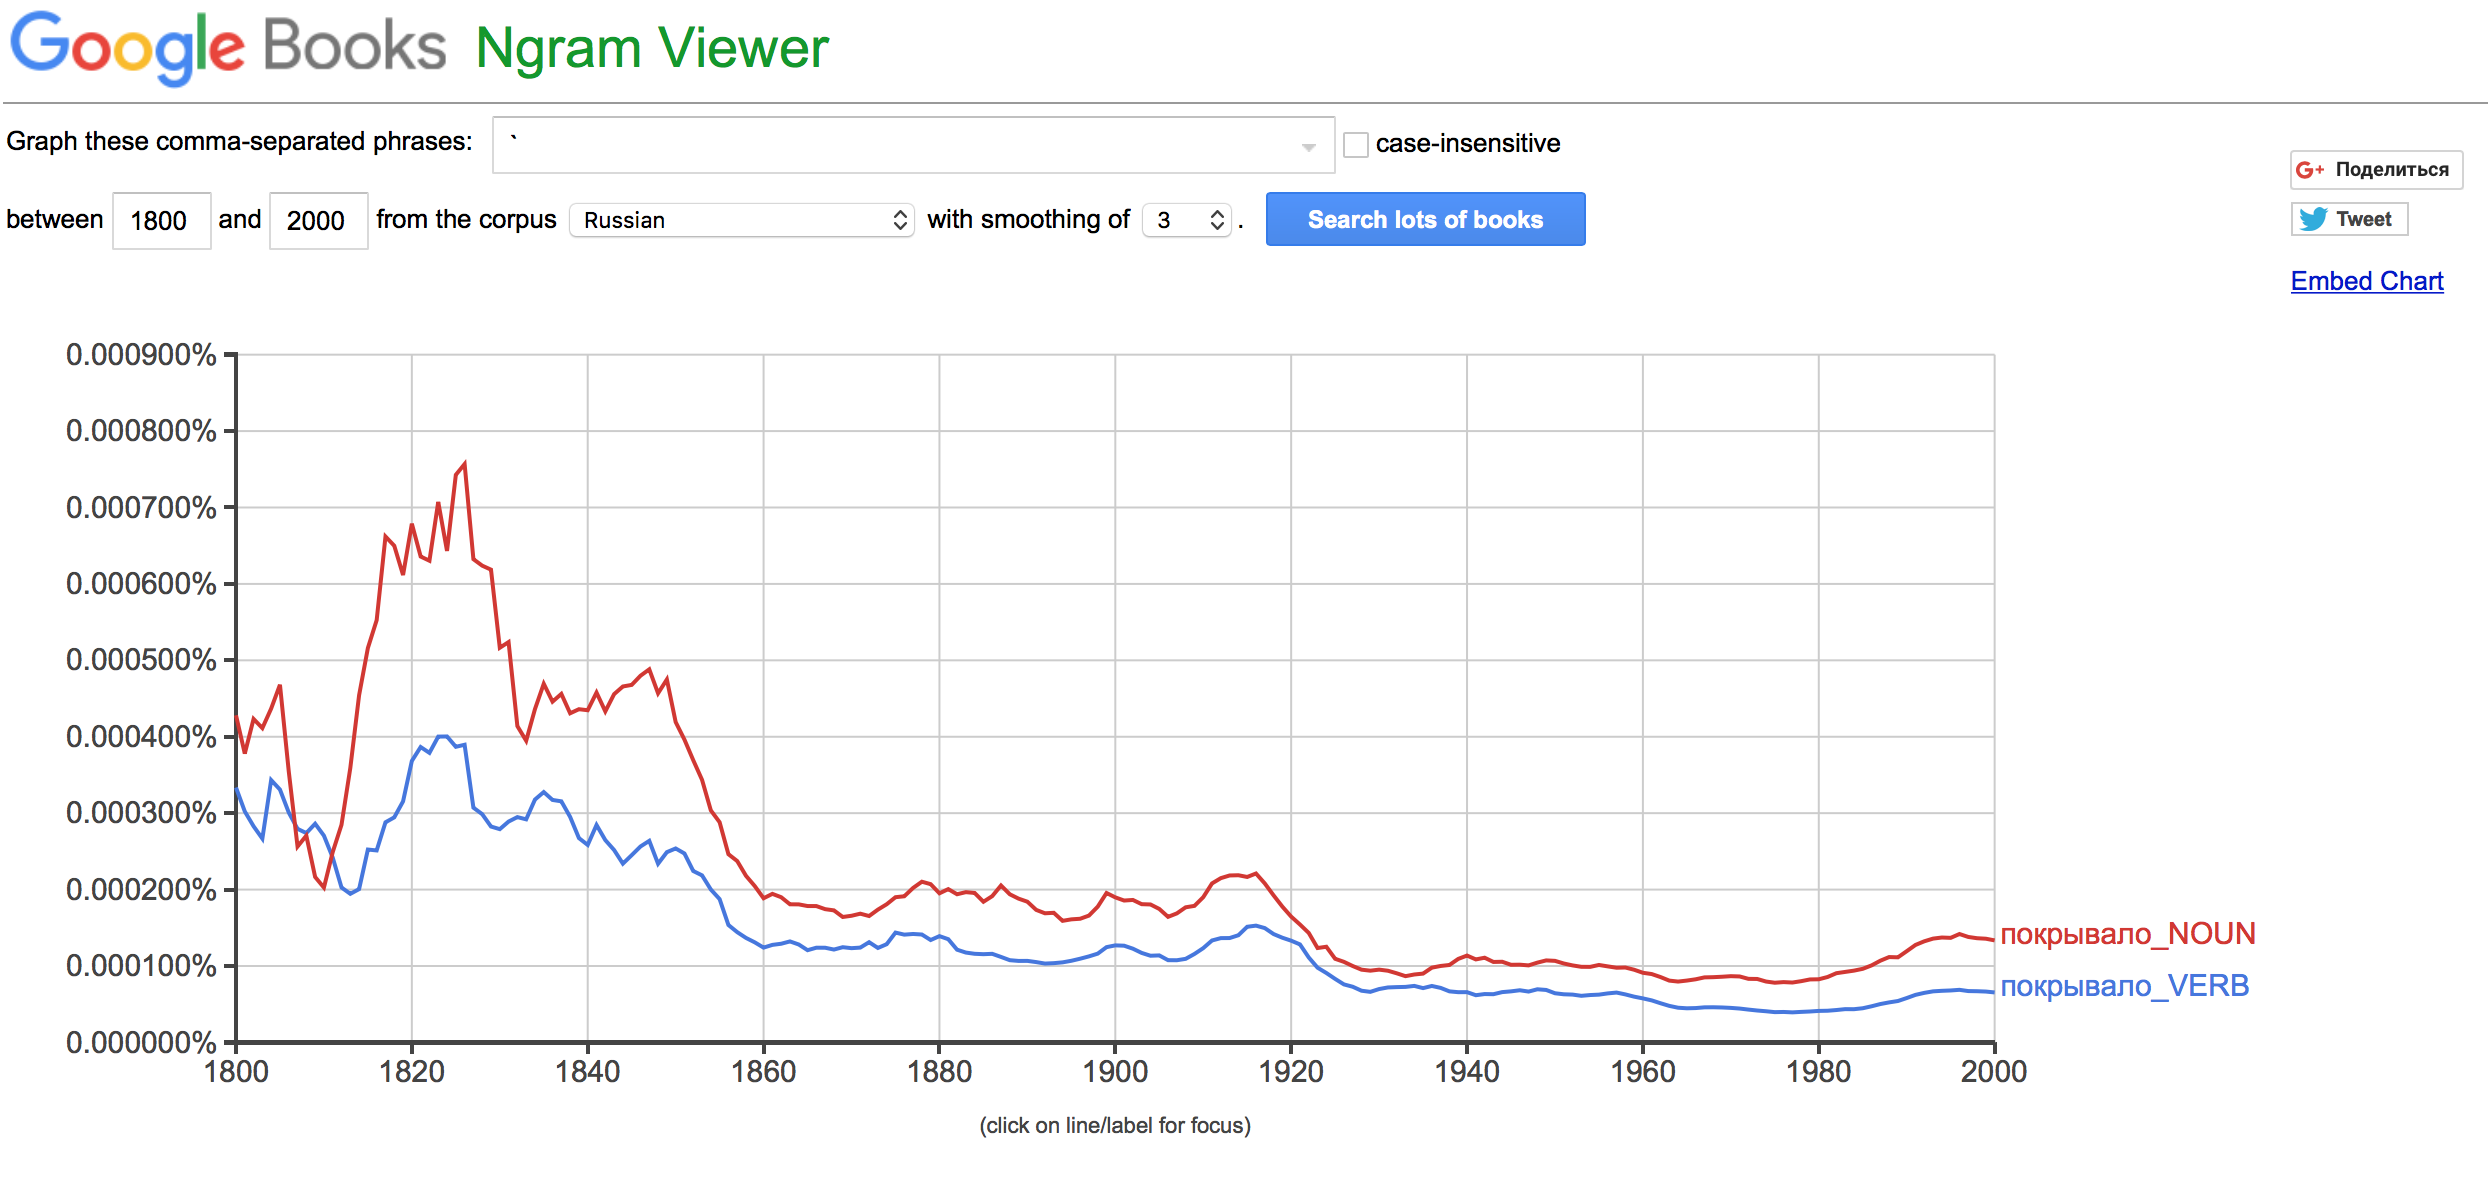 Google Books Ngram Viewer
Graph these comma-separated phrases: ` case-insensitive
between 1800 and 2000 from the corpus Russian with smoothing of 3 . Search lots of books
G+ Поделиться
Tweet
Embed Chart
0.000900%
0.000800%
0.000700%
0.000600%
0.000500%
0.000400%
0.000300%
0.000200%
0.000100%
0.000000%
покрывало_NOUN
покрывало_VERB
1800 1820 1840 1860 1880 1900 1920 1940 1960 1980 2000
(click on line/label for focus)